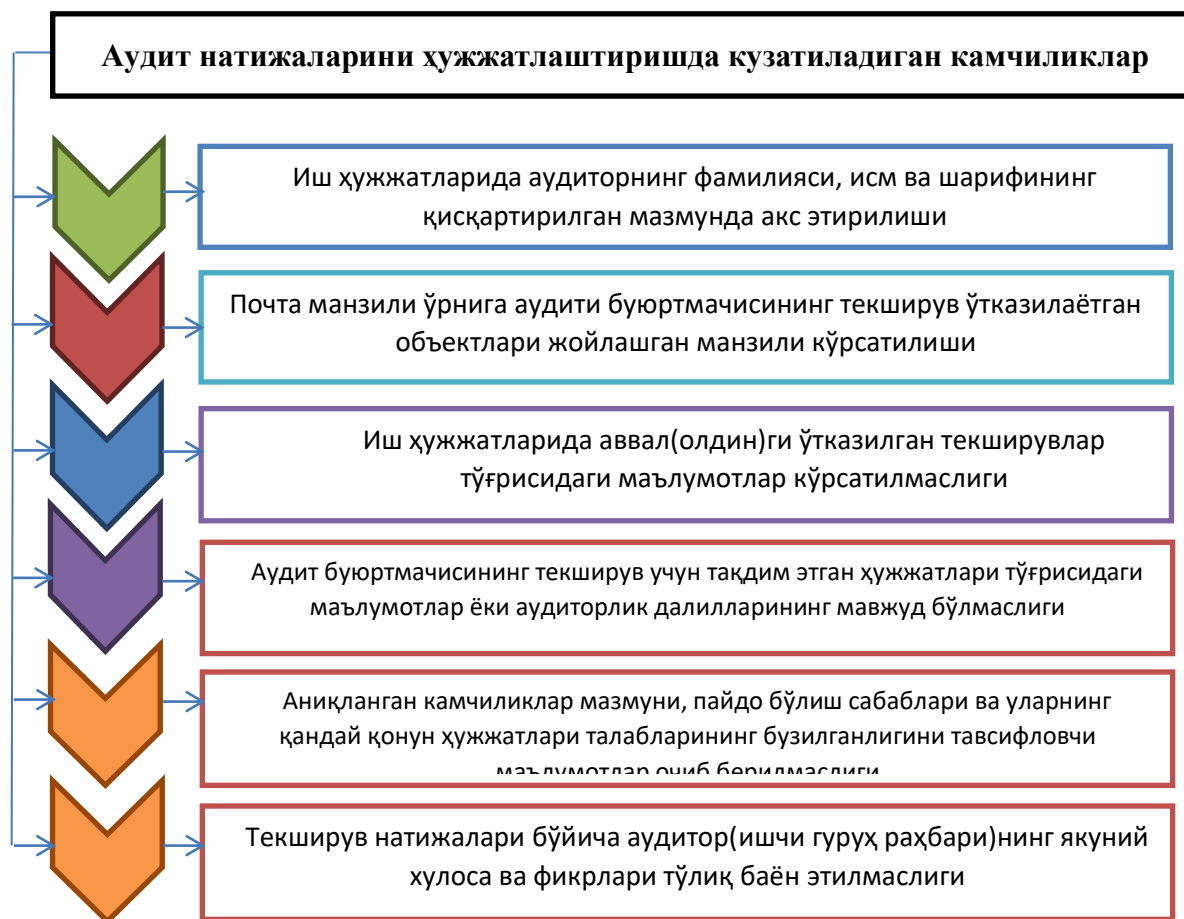 Аудит натижаларини ҳужжатлаштиришда кузатиладиган камчиликлар
Иш ҳужжатларида аудиторнинг фамилияси, исм ва шарифининг
қисқартирилган мазмунда акс этирилиши
Почта манзили ўрнига аудити буюртмачисининг текширув ўтказилаётган
объектлари жойлашган манзили кўрсатилиши
Иш ҳужжатларида аввал(олдин)ги ўтказилган текширувлар
тўғрисидаги маълумотлар кўрсатилмаслиги
Аудит буюртмачисининг текширув учун тақдим этган ҳужжатлари тўғрисидаги
маълумотлар ёки аудиторлик далилларининг мавжуд бўлмаслиги
Аниқланган камчиликлар мазмуни, пайдо бўлиш сабаблари ва уларнинг
қандай қонун ҳужжатлари талабларининг бузилганлигини тавсифловчи
маълумотлар очиб берилмаслиги
Текширув натижалари бўйича аудитор(ишчи гуруҳ раҳбари)нинг якуний
хулоса ва фикрлари тўлиқ баён этилмаслиги